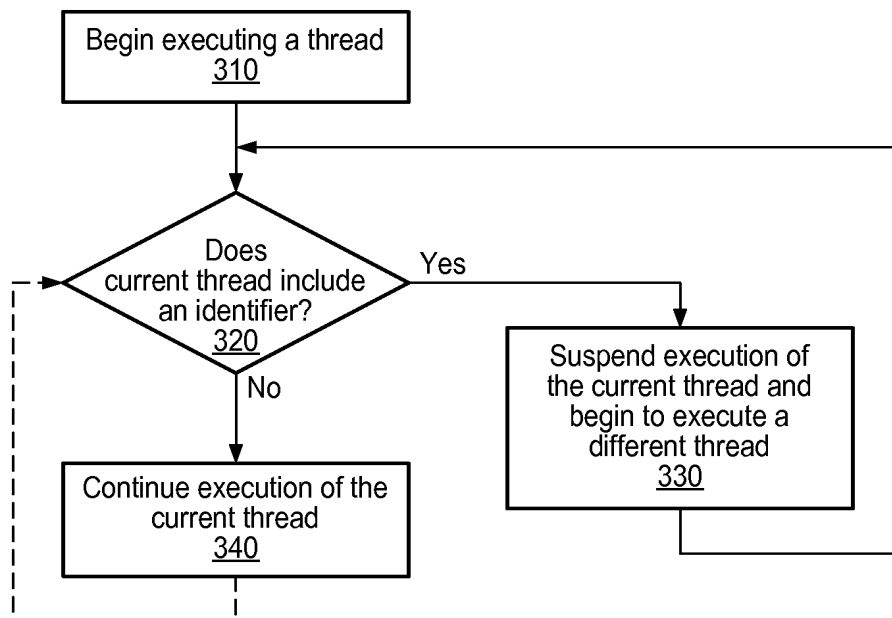 Begin executing a thread
310
Does
current thread include
an identifier?
320
Yes
No
Suspend execution of
the current thread and
begin to execute a
different thread
330
Continue execution of the
current thread
340